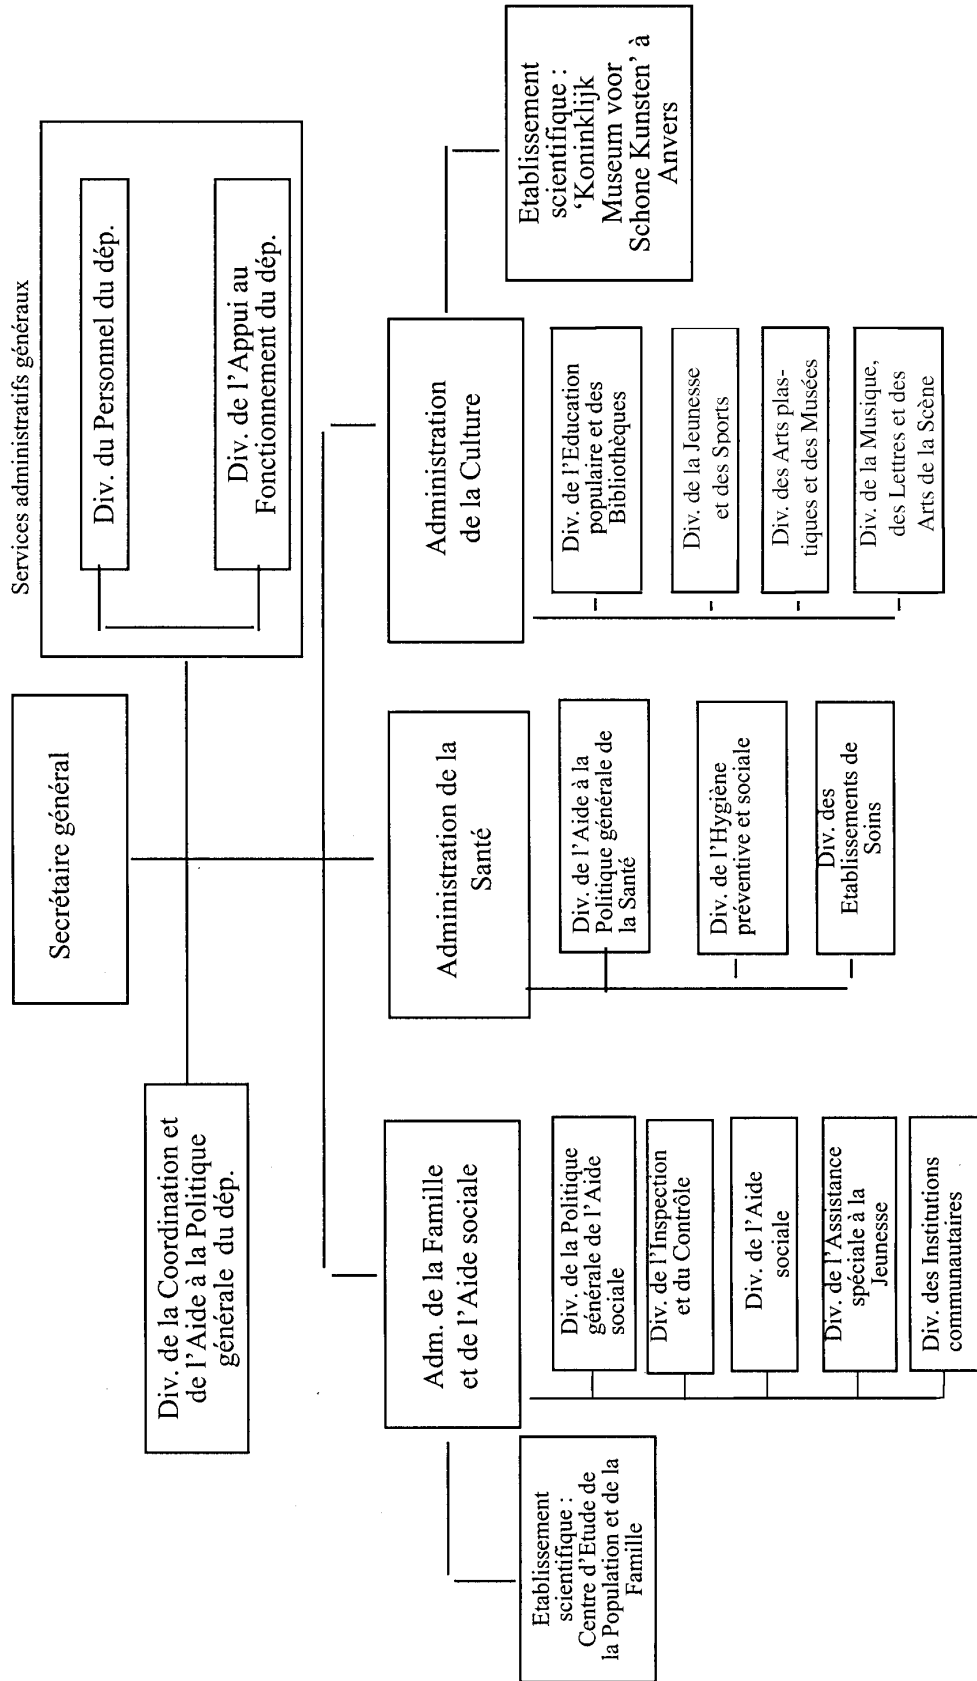 Secrétaire général
Services administratifs généraux
Div. du Personnel du dép.
Div. de l'Appui au
Fonctionnement du dép.
Div. de la Coordination et
de l'Aide à la Politique
générale du dép.
Adm. de la Famille
et de l'Aide sociale
Administration de la
Santé
Administration
de la Culture
Etablissement
scientifique :
Centre d'Etude de
la Population et de la
Famille
Div. de la Politique
générale de l'Aide
sociale
Div. de l'Inspection
et du Contrôle
Div. de l'Aide
sociale
Div. de l'Assistance
spéciale à la
Jeunesse
Div. des Institutions
communautaires
Div. de l'Aide à la
Politique générale de
la Santé
Div. de l'Hygiène
préventive et sociale
Div. des
Etablissements de
Soins
Div. de l'Education
populaire et des
Bibliothèques
Div. de la Jeunesse
et des Sports
Div. des Arts plas-
tiques et des Musées
Div. de la Musique,
des Lettres et des
Arts de la Scène
Etablissement
scientifique :
‘Koninklijk
Museum voor
Schone Kunsten’ à
Anvers